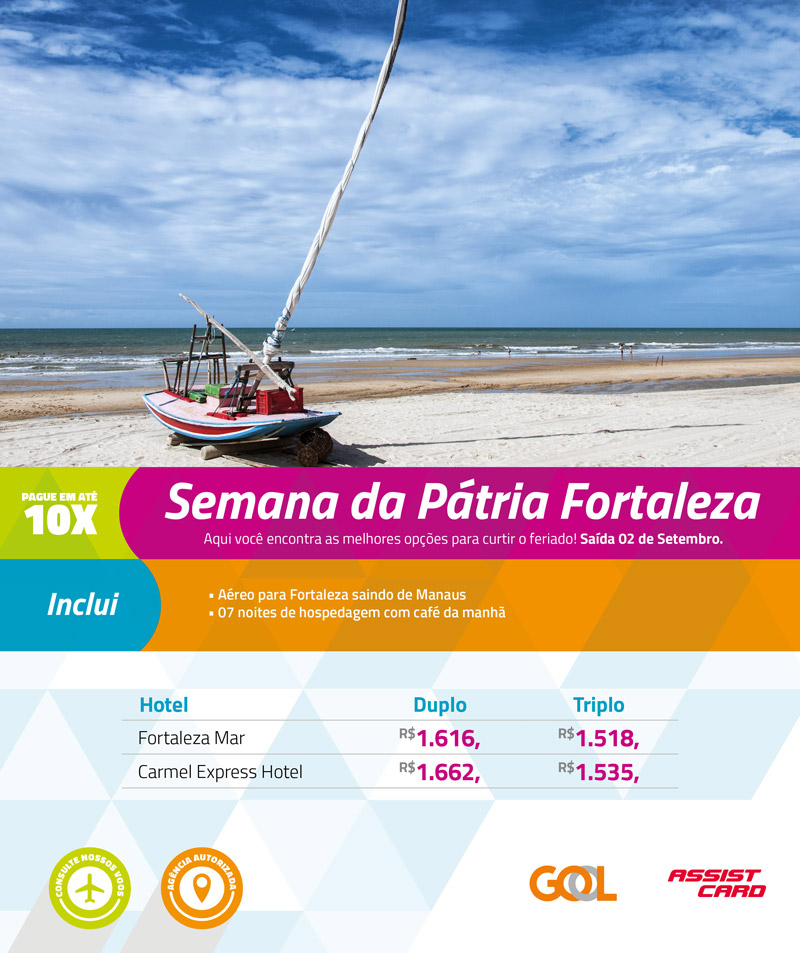 PAGUE EM ATÉ
10X
Semana da Pátria Fortaleza
Aqui você encontra as melhores opções para curtir o feriado! Saída 02 de Setembro.
Inclui
• Aéreo para Fortaleza saindo de Manaus
• 07 noites de hospedagem com café da manhã
Hotel Duplo Triplo
Fortaleza Mar R$1.616, R$1.518,
Carmel Express Hotel R$1.662, R$1.535,
CONSULTE NOSSOS VOOS
AGÊNCIA AUTORIZADA
GOL
ASSIST
CARD